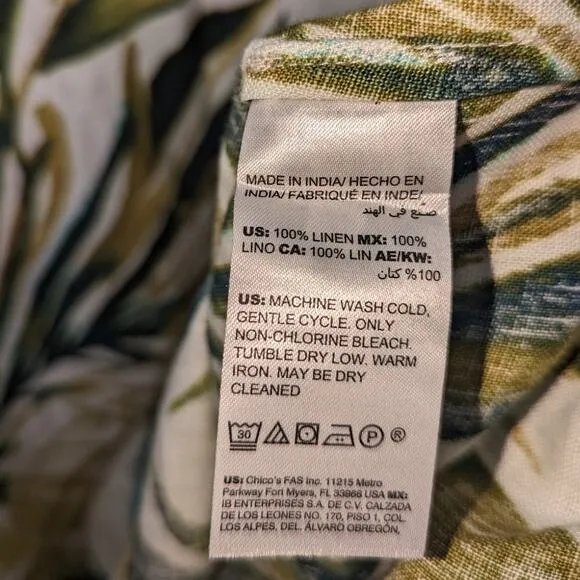 MADE IN INDIA/ HECHO EN
INDIA/ FABRIQUÉ EN INDE/
صنع في الهند
US: 100% LINEN MX: 100%
LINO CA: 100% LIN AE/KW:
100% كتان
US: MACHINE WASH COLD,
GENTLE CYCLE. ONLY
NON-CHLORINE BLEACH.
TUMBLE DRY LOW. WARM
IRON. MAY BE DRY
CLEANED
30 P ®
US: Chico's FAS Inc. 11215 Metro
Parkway Fort Myers, FL 33966 USA MX:
IB ENTERPRISES S.A. DE C.V. CALZADA
DE LOS LEONES NO. 170, PISO 1, COL.
LOS ALPES, DEL. ÁLVARO OBREGÓN,